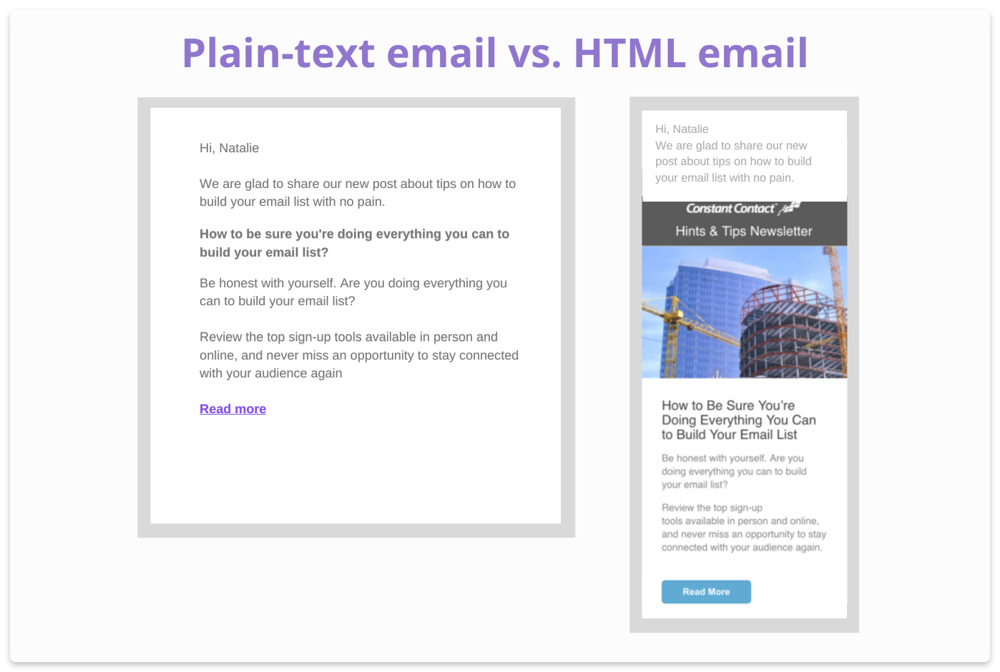 Plain-text email vs. HTML email
Hi, Natalie
We are glad to share our new post about tips on how to
build your email list with no pain.
How to be sure you're doing everything you can to
build your email list?
Be honest with yourself. Are you doing everything you
can to build your email list?
Review the top sign-up tools available in person and
online, and never miss an opportunity to stay connected
with your audience again
Read more
Hi, Natalie
We are glad to share our new
post about tips on how to build
your email list with no pain.
Constant Contact
Hints & Tips Newsletter
How to Be Sure You’re
Doing Everything You Can
to Build Your Email List
Be honest with yourself. Are you
doing everything you can to build
your email list?
Review the top sign-up
tools available in person and online,
and never miss an opportunity to stay
connected with your audience again.
Read More